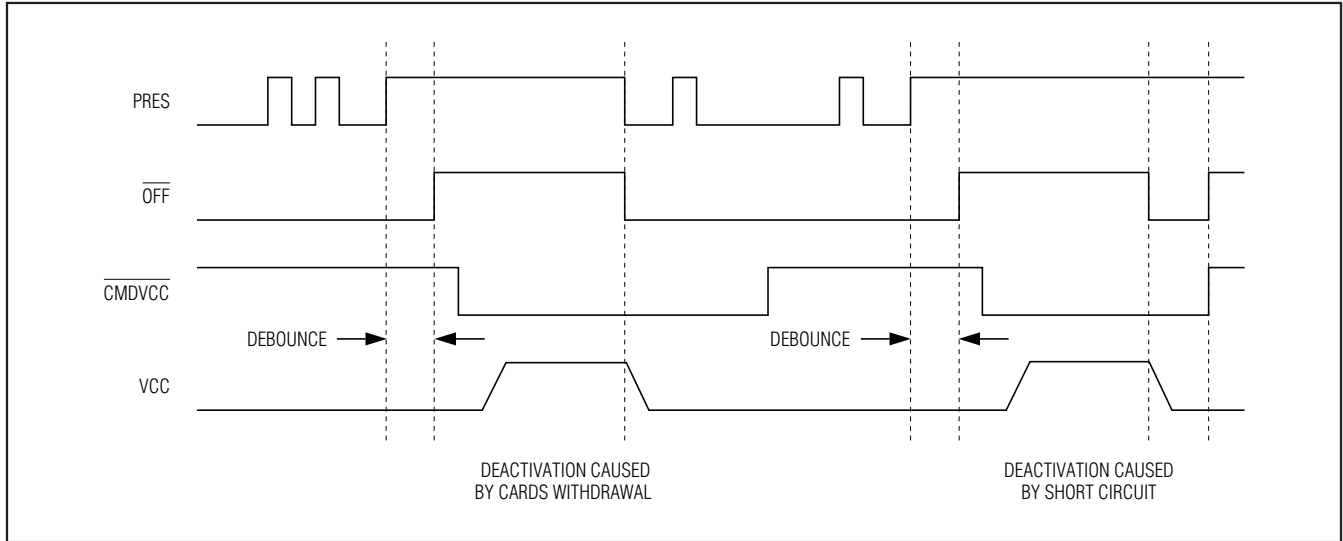 PRES
OFF
CMDVCC
DEBOUNCE DEBOUNCE
VCC
DEACTIVATION CAUSED
BY CARDS WITHDRAWAL
DEACTIVATION CAUSED
BY SHORT CIRCUIT